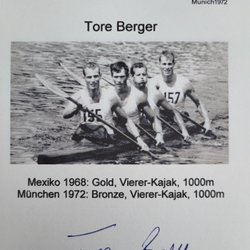 Munich1972
Tore Berger
155
157
Mexiko 1968: Gold, Vierer-Kajak, 1000m
München 1972: Bronze, Vierer-Kajak, 1000m